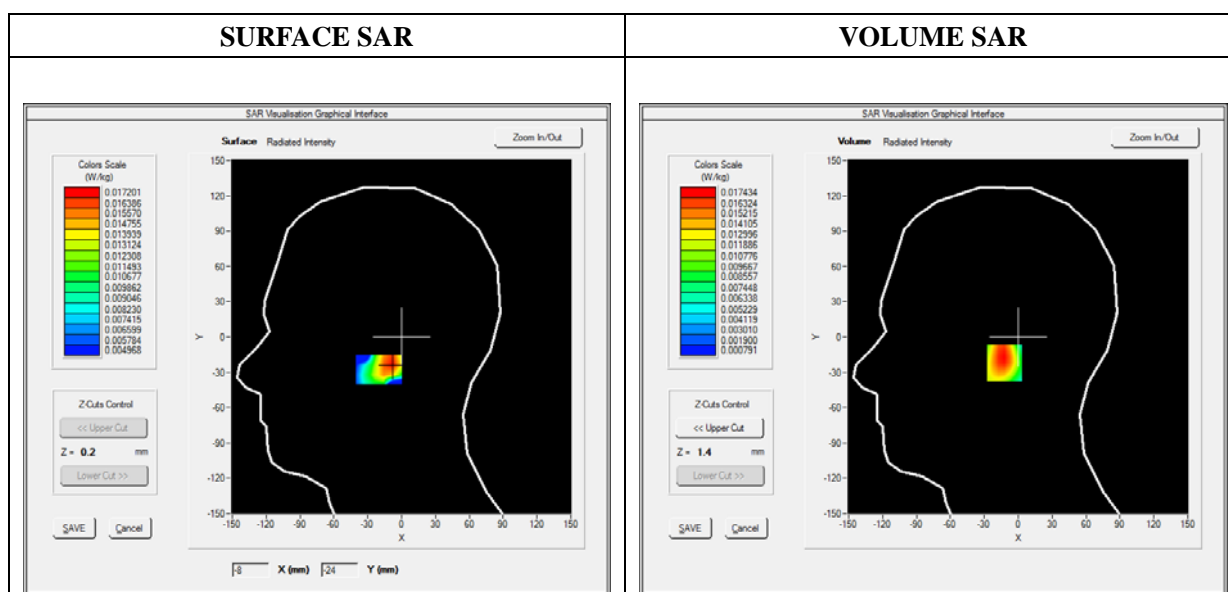 SURFACE SAR
VOLUME SAR
SAR Visualisation Graphical Interface
Surface Radiated Intensity
Zoom In/Out
Colors Scale
(W/kg)
0.017201
0.016386
0.015570
0.014755
0.013939
0.013124
0.012308
0.011493
0.010677
0.009862
0.009046
0.008230
0.007415
0.006599
0.005784
0.004968
Z-Cuts Control
<< Upper Cut
Z = 0.2 mm
Lower Cut >>
SAVE Cancel
150
120
90
60
30
0
-30
-60
-90
-120
-150
Y
-150 -120 -90 -60 -30 0 30 60 90 120 150
X
-8 X (mm) -24 Y (mm)
SAR Visualisation Graphical Interface
Volume Radiated Intensity
Zoom In/Out
Colors Scale
(W/kg)
0.017434
0.016324
0.015215
0.014105
0.012996
0.011886
0.010776
0.009667
0.008557
0.007448
0.006338
0.005229
0.004119
0.003010
0.001900
0.000791
Z-Cuts Control
<< Upper Cut
Z = 1.4 mm
Lower Cut >>
SAVE Cancel
150
120
90
60
30
0
-30
-60
-90
-120
-150
Y
-150 -120 -90 -60 -30 0 30 60 90 120 150
X